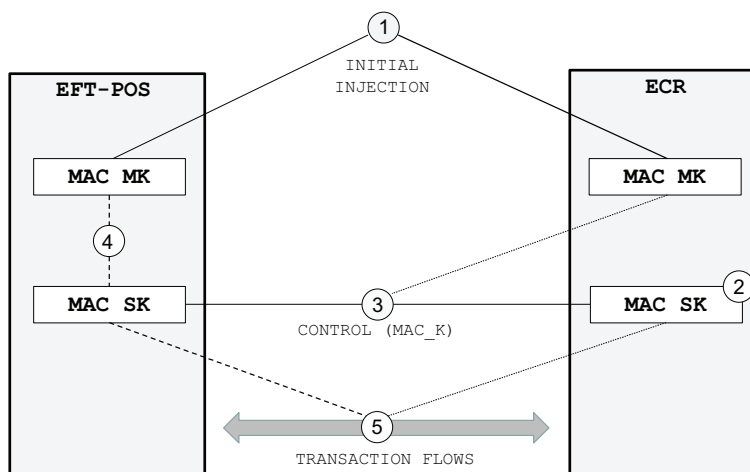 1
INITIAL
INJECTION
EFT-POS
ECR
MAC MK
MAC MK
4
MAC SK
3
MAC SK
2
CONTROL (MAC_K)
5
TRANSACTION FLOWS